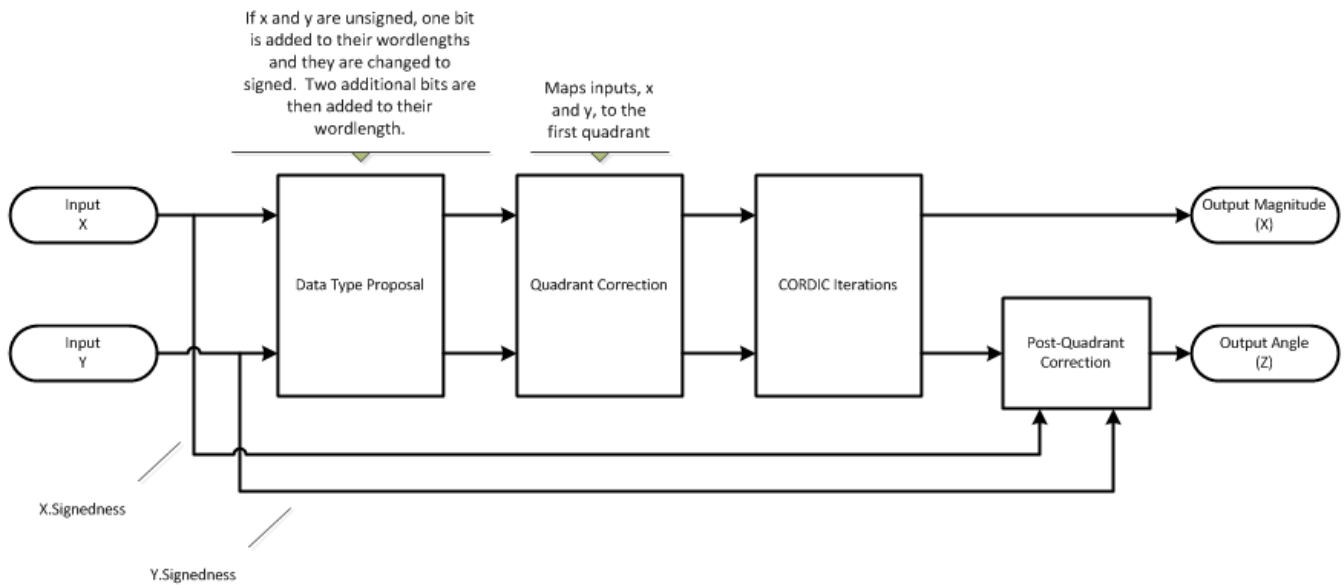 If x and y are unsigned, one bit
is added to their wordlengths
and they are changed to
signed.  Two additional bits are
then added to their
wordlength.
Maps inputs, x
and y, to the
first quadrant
Input
X
Data Type Proposal
Quadrant Correction
CORDIC Iterations
Output Magnitude
(X)
Input
Y
Post-Quadrant
Correction
Output Angle
(Z)
X.Signedness
Y.Signedness